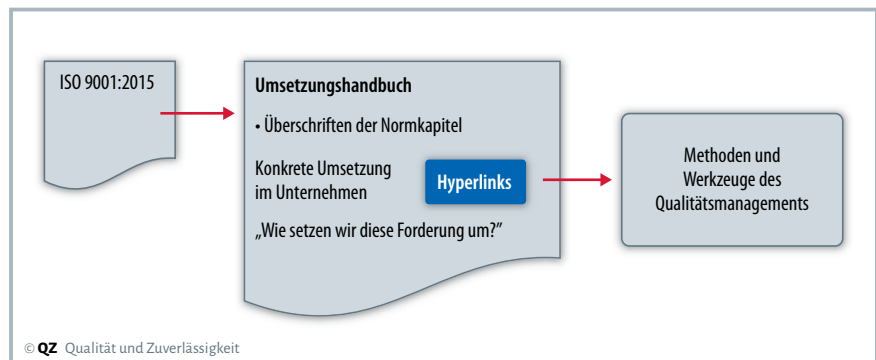 ISO 9001:2015
Umsetzungshandbuch
• Überschriften der Normkapitel
Konkrete Umsetzung
im Unternehmen
Hyperlinks
„Wie setzen wir diese Forderung um?”
Methoden und
Werkzeuge des
Qualitätsmanagements
© QZ Qualität und Zuverlässigkeit